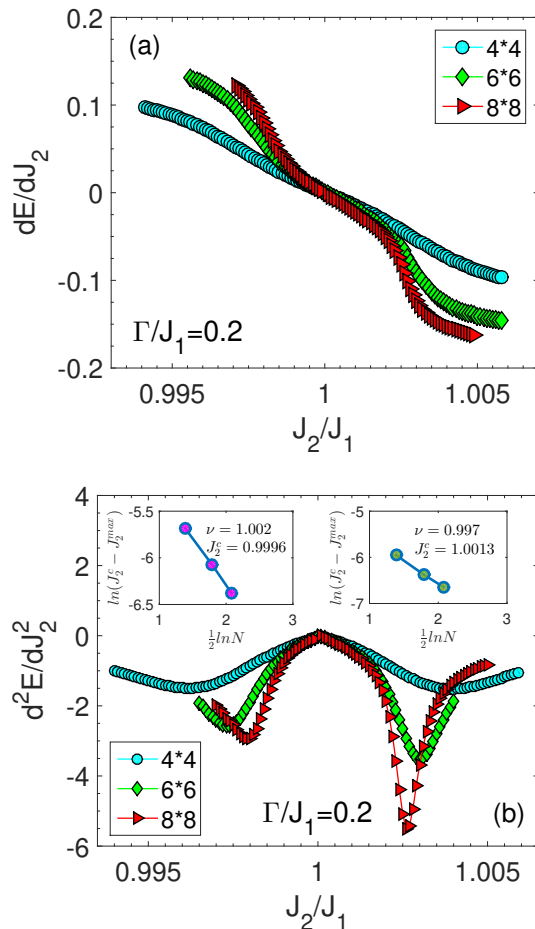 (a)
4*4
6*6
8*8
0.2
0.1
0
-0.1
-0.2
dE/dJ₂
Γ/J₁=0.2
0.995
1
1.005
J₂/J₁
4
2
0
-2
-4
-6
d²E/dJ₂²
-5.5
-6
-6.5
ln(J₂ᶜ − J₂ᵐᵃˣ)
ν = 1.002
J₂ᶜ = 0.9996
1
2
3
½lnN
-5
-6
-7
ln(J₂ᶜ − J₂ᵐᵃˣ)
ν = 0.997
J₂ᶜ = 1.0013
1
2
3
½lnN
4*4
6*6
8*8
Γ/J₁=0.2
(b)
0.995
1
1.005
J₂/J₁